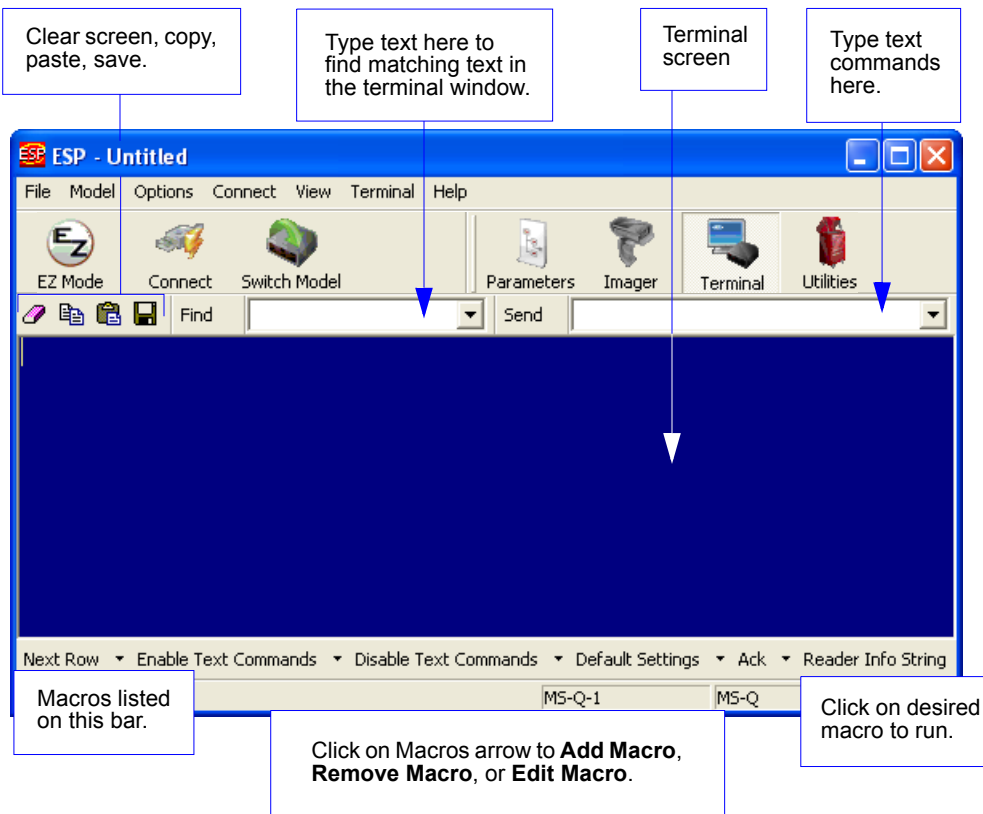 Clear screen, copy,
paste, save.
Type text here to
find matching text in
the terminal window.
Terminal
screen
Type text
commands
here.
ESP ESP - Untitled
File Model Options Connect View Terminal Help
EZ
EZ Mode Connect Switch Model Parameters Imager Terminal Utilities
Find Send
Next Row Enable Text Commands Disable Text Commands Default Settings Ack Reader Info String
MS-Q-1 MS-Q
Macros listed
on this bar.
Click on Macros arrow to Add Macro,
Remove Macro, or Edit Macro.
Click on desired
macro to run.